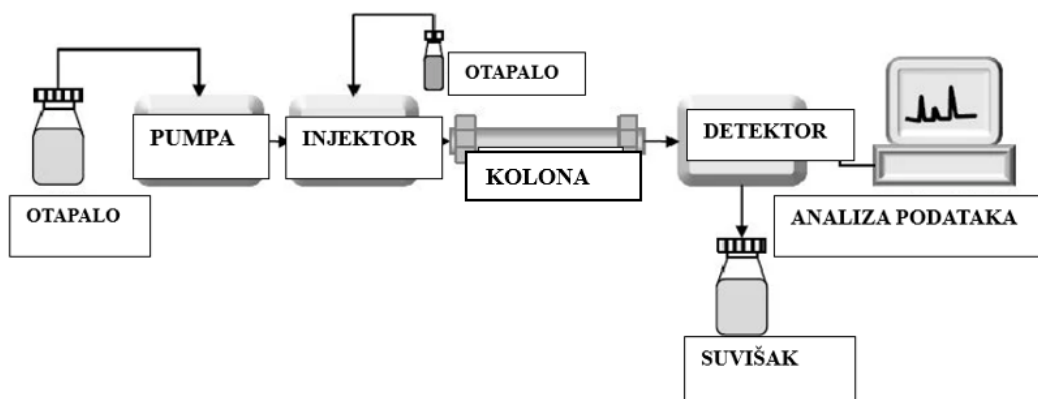 OTAPALO
PUMPA
INJEKTOR
OTAPALO
KOLONA
DETEKTOR
ANALIZA PODATAKA
SUVIŠAK